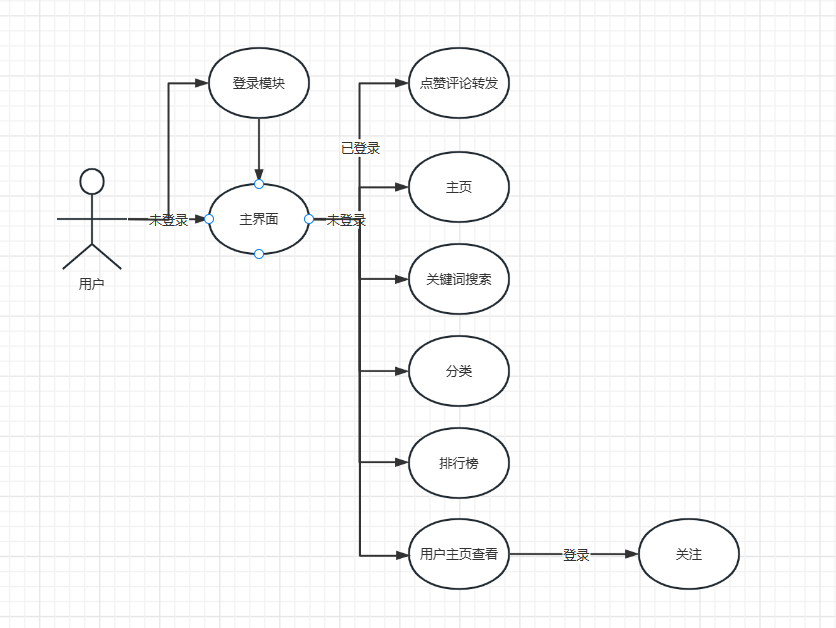 登录模块
点赞评论转发
已登录
主页
未登录
主界面
未登录
用户
关键词搜索
分类
排行榜
用户主页查看
登录
关注